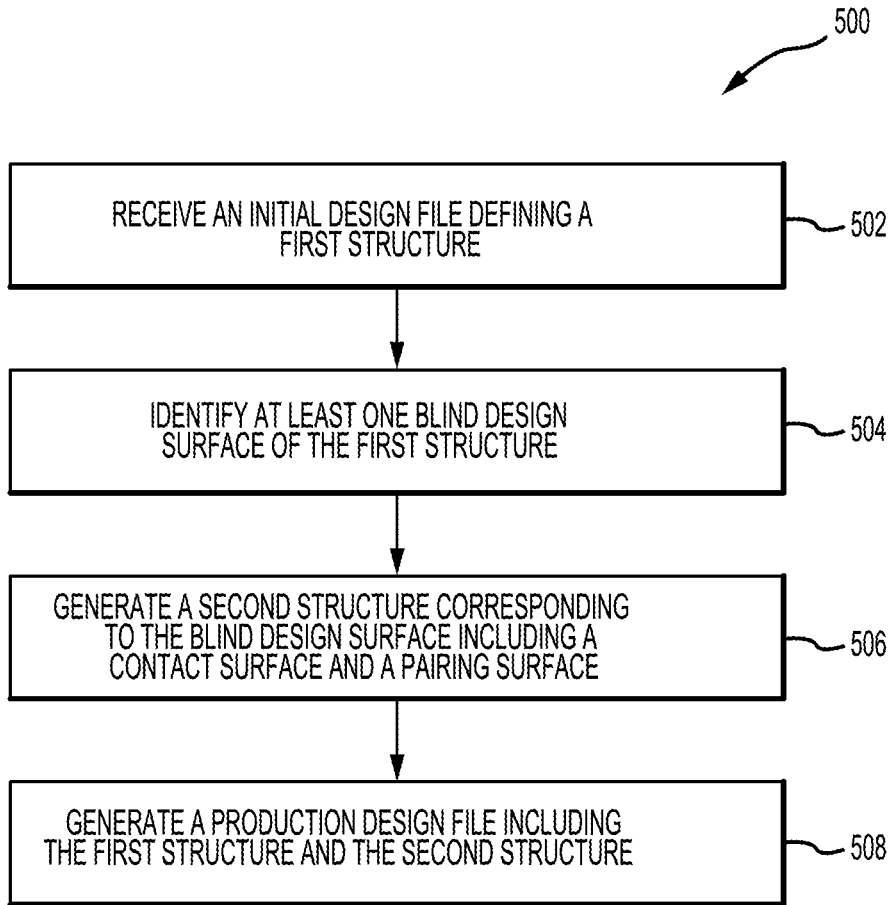 500
RECEIVE AN INITIAL DESIGN FILE DEFINING A
FIRST STRUCTURE
502
IDENTIFY AT LEAST ONE BLIND DESIGN
SURFACE OF THE FIRST STRUCTURE
504
GENERATE A SECOND STRUCTURE CORRESPONDING
TO THE BLIND DESIGN SURFACE INCLUDING A
CONTACT SURFACE AND A PAIRING SURFACE
506
GENERATE A PRODUCTION DESIGN FILE INCLUDING
THE FIRST STRUCTURE AND THE SECOND STRUCTURE
508